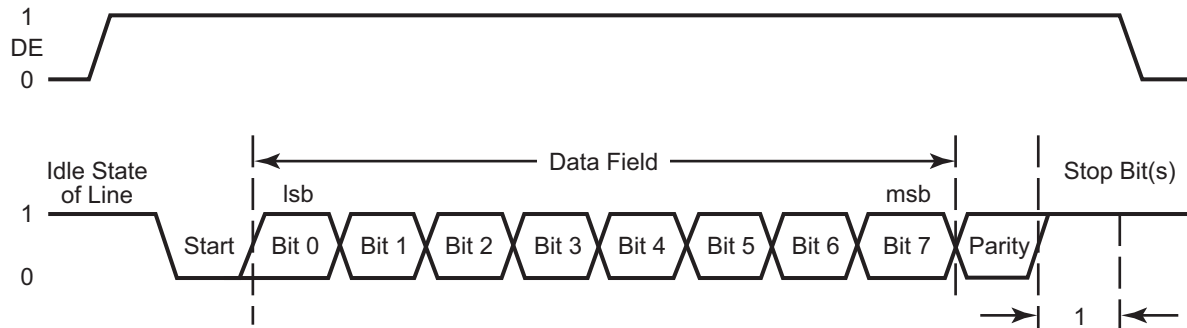 1
DE
0
Idle State
of Line
Data Field
Stop Bit(s)
lsb
msb
1
Start
Bit 0
Bit 1
Bit 2
Bit 3
Bit 4
Bit 5
Bit 6
Bit 7
Parity
0
1